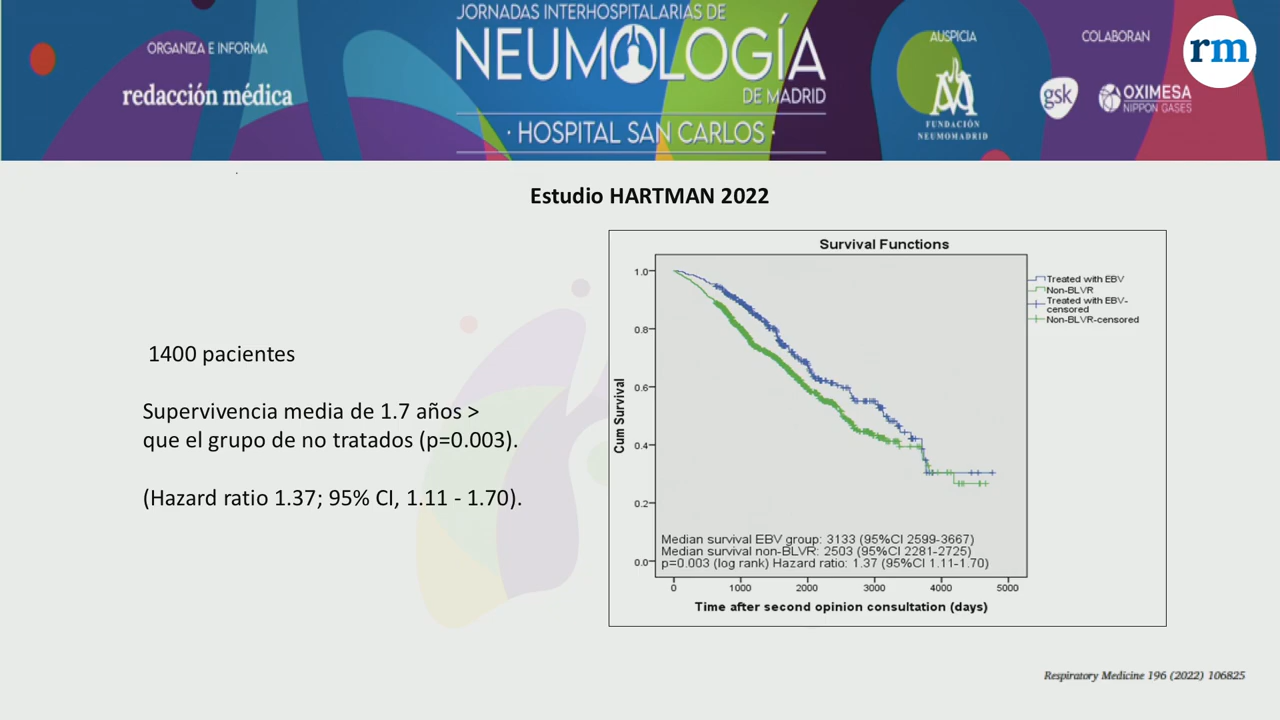 ORGANIZA E INFORMA
redacción médica
JORNADAS INTERHOSPITALARIAS DE
NEUMOLOGÍA
DE MADRID
· HOSPITAL SAN CARLOS ·
AUSPICIA
FUNDACIÓN
NEUMOMADRID
COLABORAN
gsk
OXIMESA
NIPPON GASES
rm
Estudio HARTMAN 2022
1400 pacientes
Supervivencia media de 1.7 años >
que el grupo de no tratados (p=0.003).
(Hazard ratio 1.37; 95% CI, 1.11 - 1.70).
Survival Functions
Cum Survival
1.0
0.8
0.6
0.4
0.2
0.0
Treated with EBV
Non-BLVR
Treated with EBV-
censored
Non-BLVR-censored
Median survival EBV group: 3133 (95%CI 2599-3667)
Median survival non-BLVR: 2503 (95%CI 2281-2725)
p=0.003 (log rank) Hazard ratio: 1.37 (95%CI 1.11-1.70)
0 1000 2000 3000 4000 5000
Time after second opinion consultation (days)
Respiratory Medicine 196 (2022) 106825